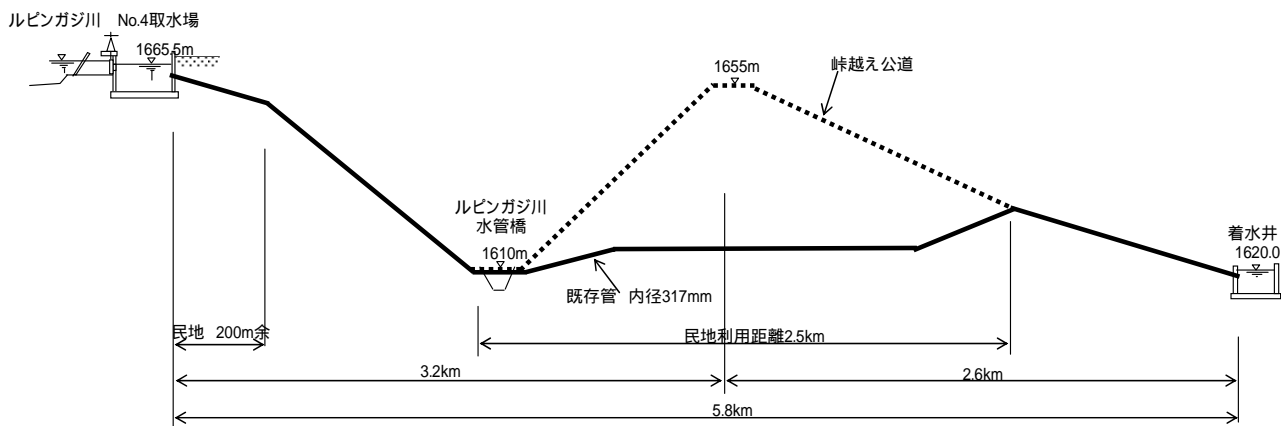 ルピンガジ川 No.4取水場
1665.5m
1655m
峠越え公道
ルピンガジ川
水管橋
1610m
着水井
1620.0
既存管 内径317mm
民地 200m余
民地利用距離2.5km
3.2km
2.6km
5.8km